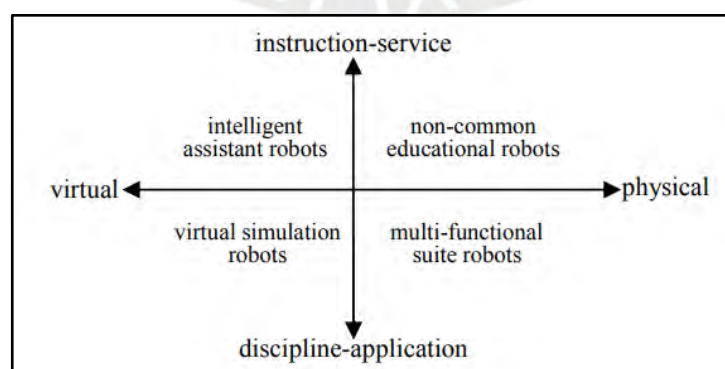 instruction-service
intelligent
assistant robots
non-common
educational robots
virtual
physical
virtual simulation
robots
multi-functional
suite robots
discipline-application